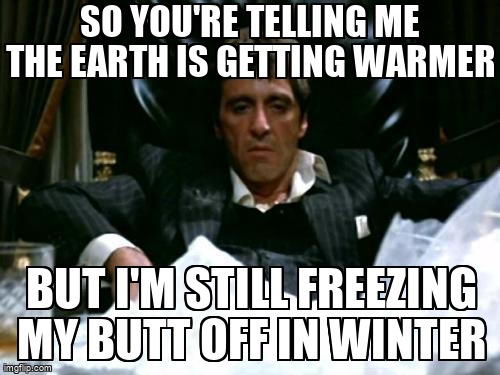 SO YOU'RE TELLING ME
THE EARTH IS GETTING WARMER
BUT I'M STILL FREEZING
MY BUTT OFF IN WINTER
imgflip.com